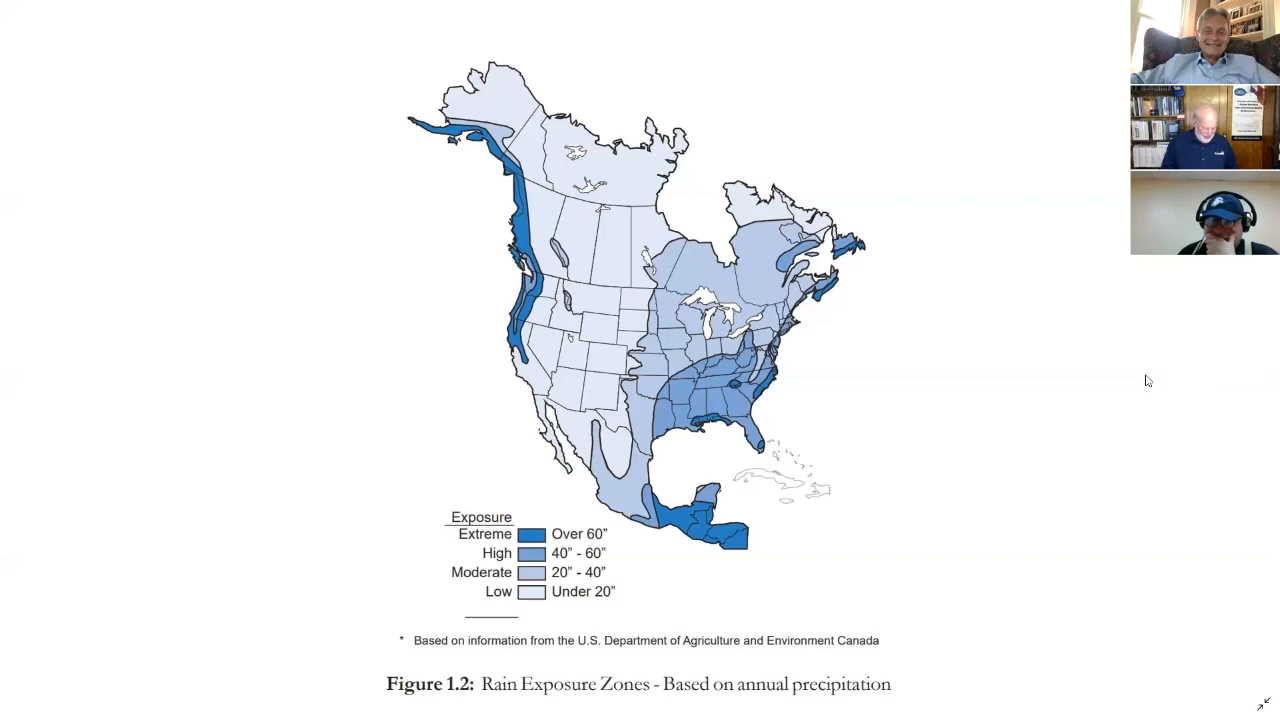 Exposure
Extreme Over 60”
High 40” - 60”
Moderate 20” - 40”
Low Under 20”
* Based on information from the U.S. Department of Agriculture and Environment Canada
Figure 1.2: Rain Exposure Zones - Based on annual precipitation